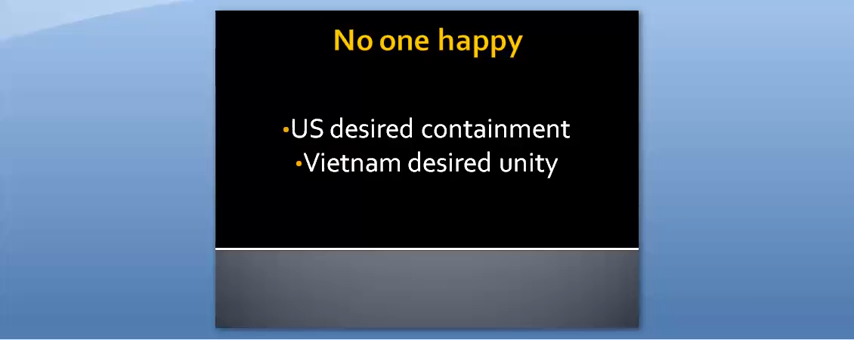 No one happy
•US desired containment
•Vietnam desired unity